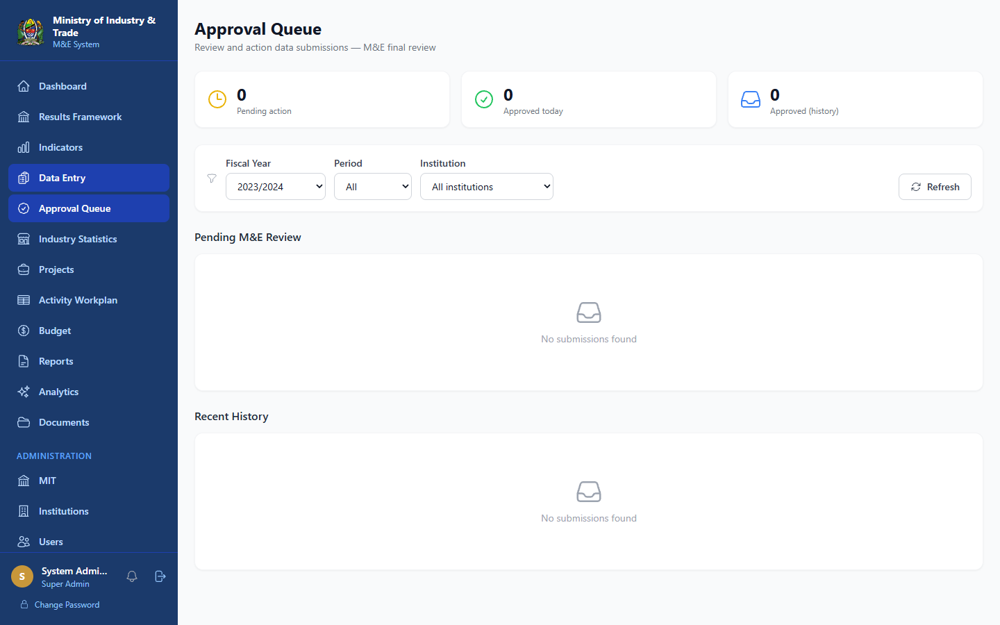 Ministry of Industry &
Trade
M&E System
Dashboard
Results Framework
Indicators
Data Entry
Approval Queue
Industry Statistics
Projects
Activity Workplan
Budget
Reports
Analytics
Documents
ADMINISTRATION
MIT
Institutions
Users
S
System Admi...
Super Admin
Change Password
Approval Queue
Review and action data submissions — M&E final review
0
Pending action
0
Approved today
0
Approved (history)
Fiscal Year
Period
Institution
2023/2024
All
All institutions
Refresh
Pending M&E Review
No submissions found
Recent History
No submissions found